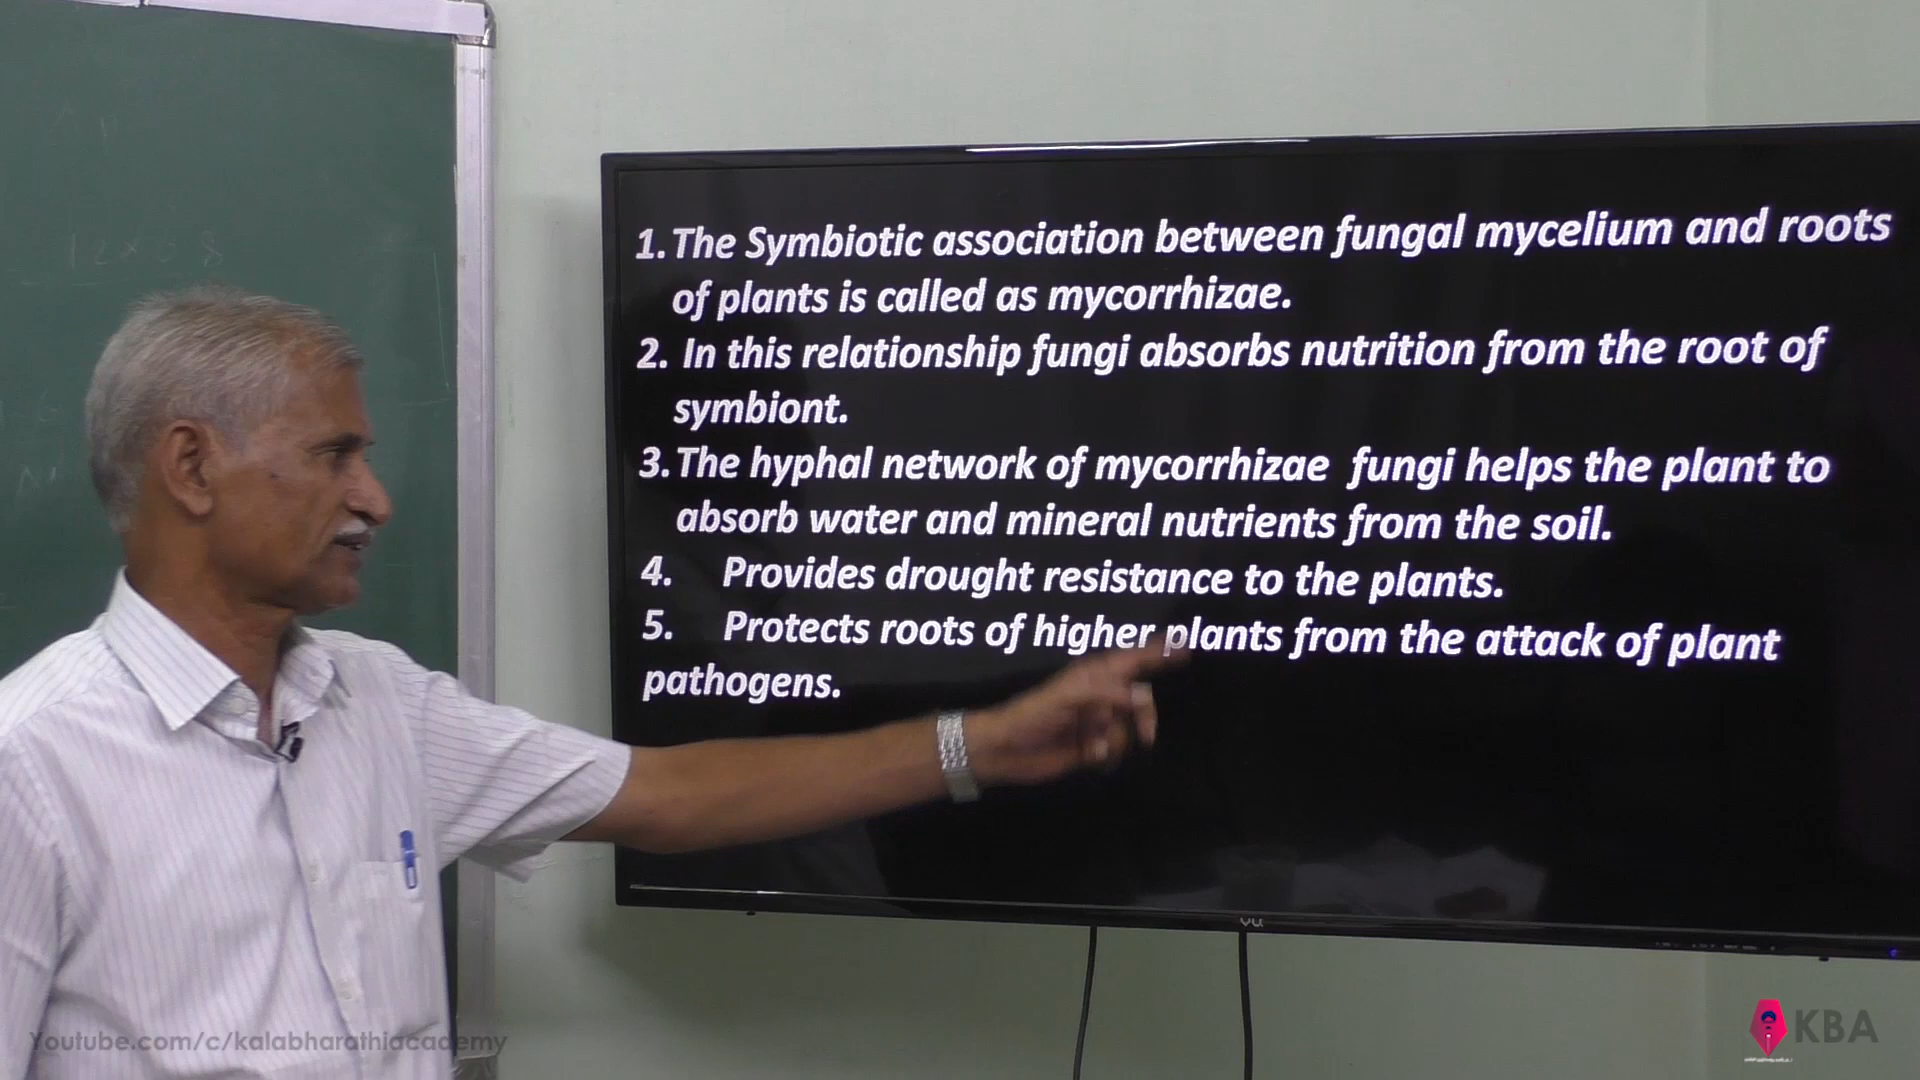 1. The Symbiotic association between fungal mycelium and roots
of plants is called as mycorrhizae.
2. In this relationship fungi absorbs nutrition from the root of
symbiont.
3. The hyphal network of mycorrhizae fungi helps the plant to
absorb water and mineral nutrients from the soil.
4. Provides drought resistance to the plants.
5. Protects roots of higher plants from the attack of plant
pathogens.
VU
Youtube.com/c/kalabharathiacademy
KBA